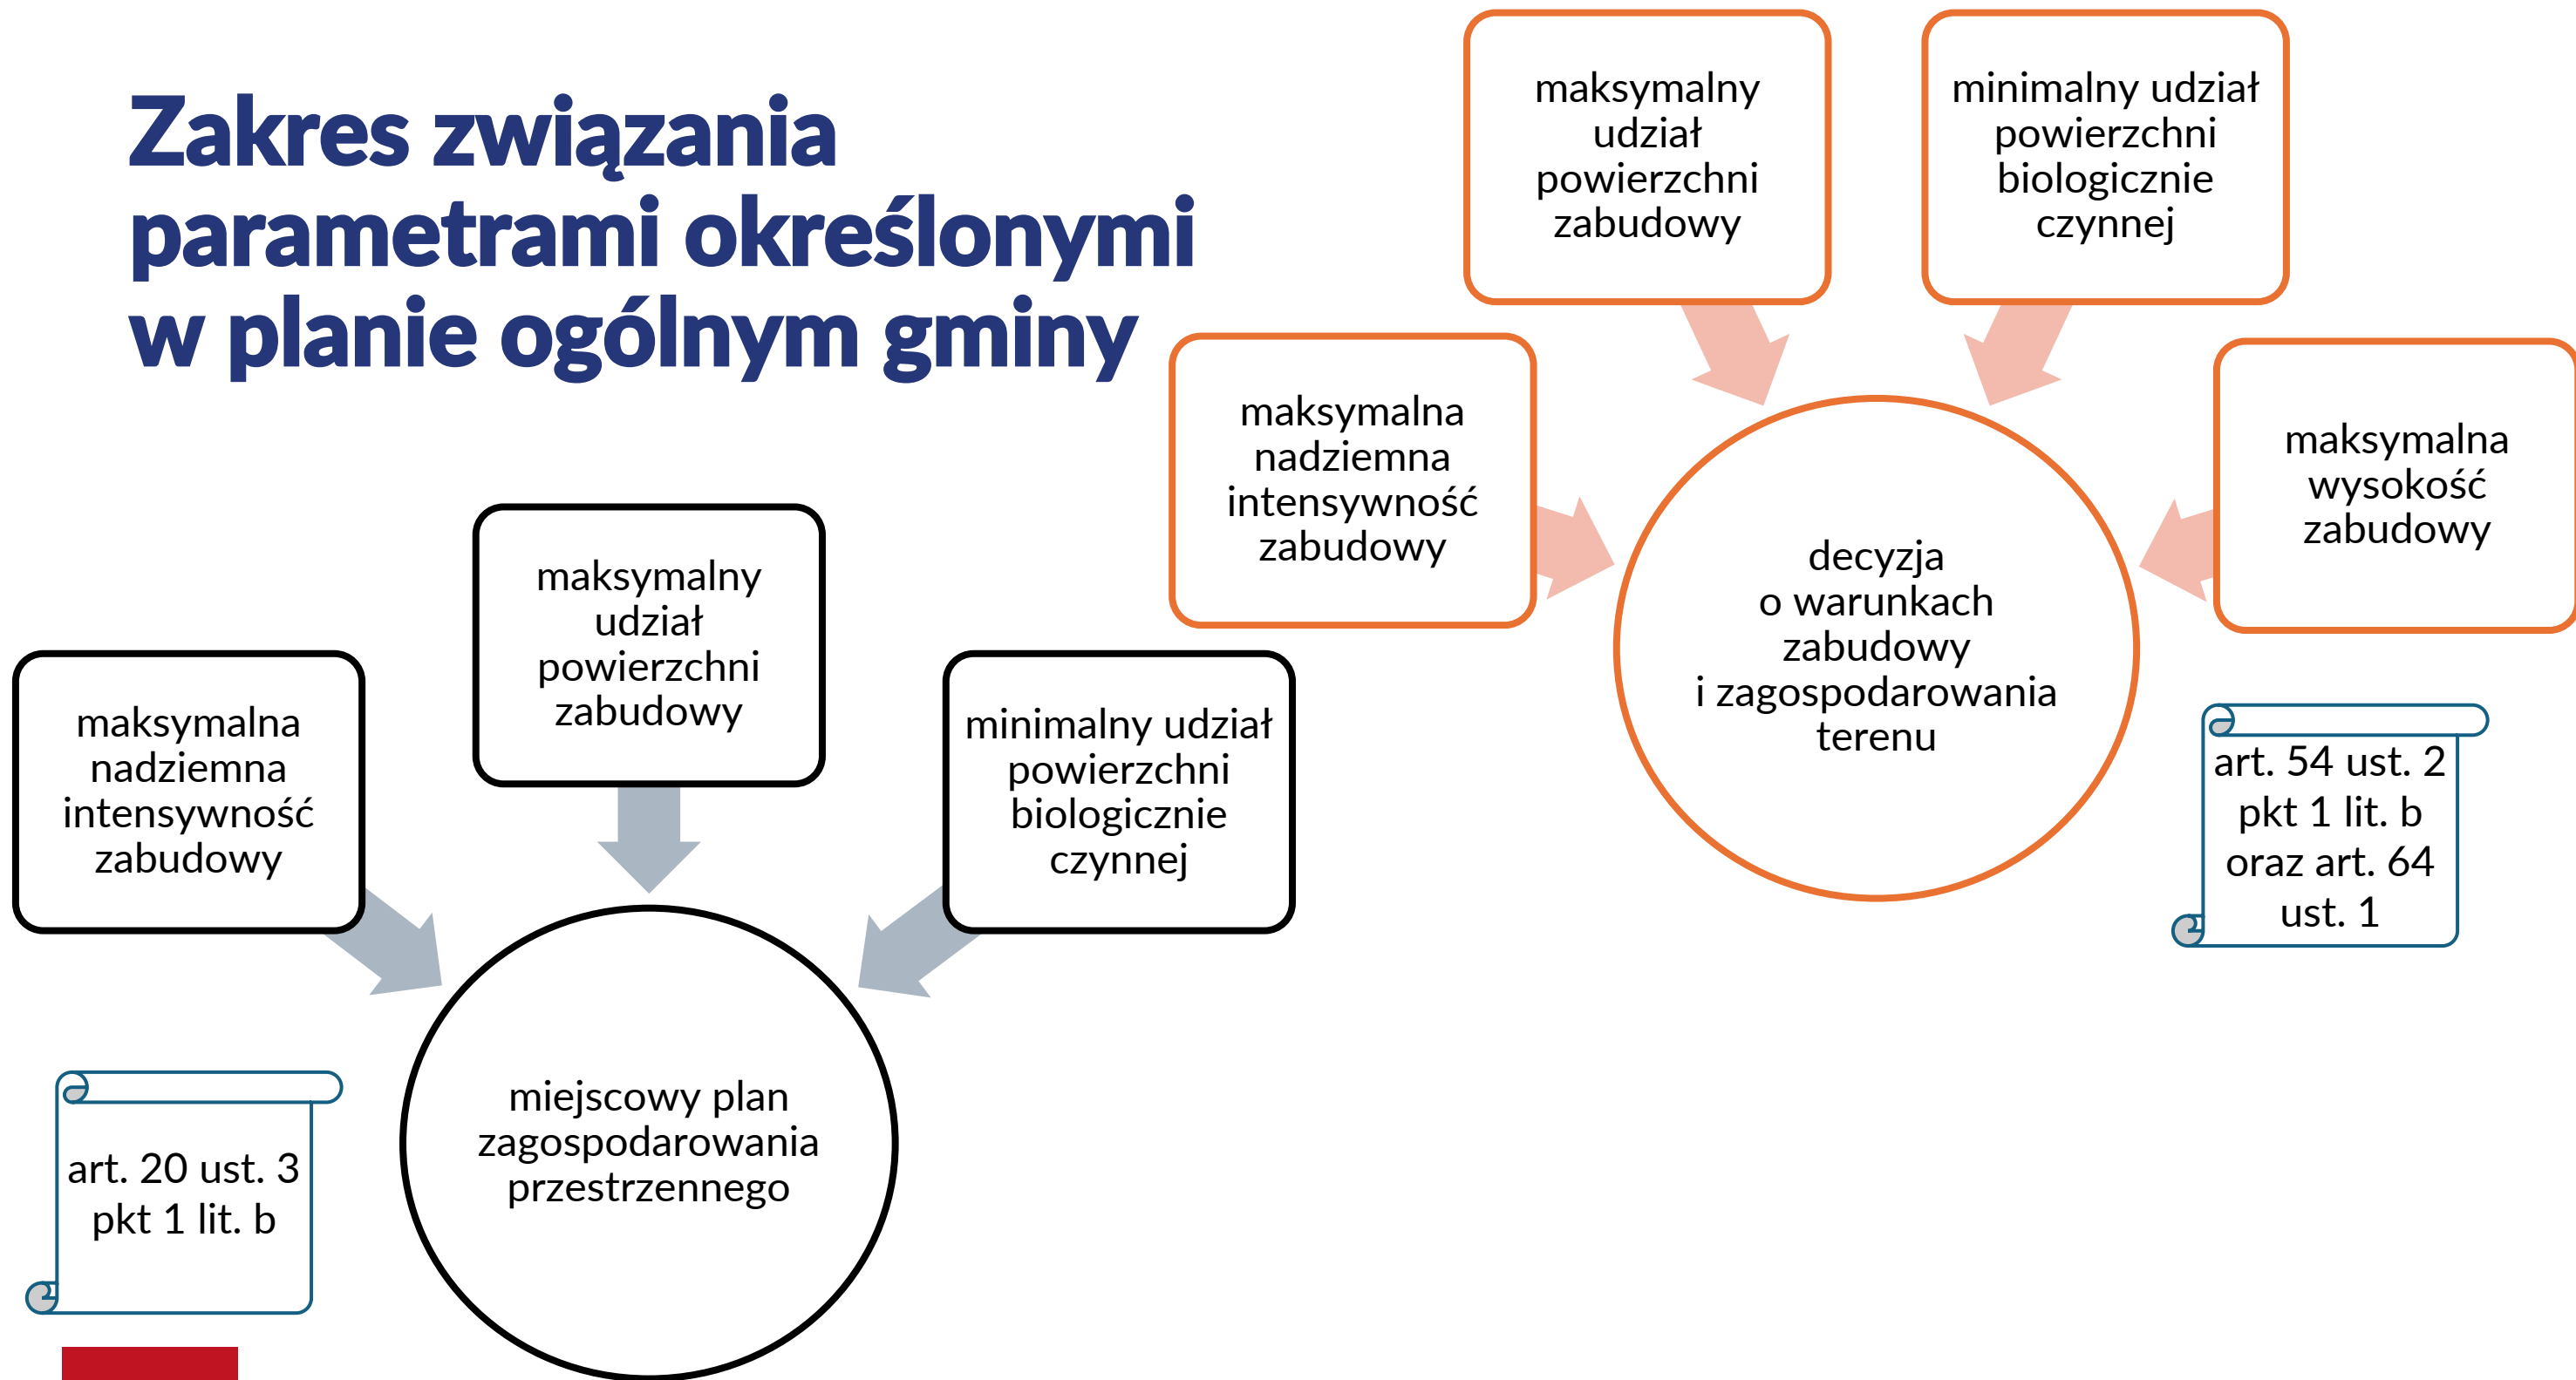 Zakres związania
parametrami określonymi
w planie ogólnym gminy
maksymalna
nadziemna
intensywność
zabudowy
maksymalny
udział
powierzchni
zabudowy
minimalny udział
powierzchni
biologicznie
czynnej
miejscowy plan
zagospodarowania
przestrzennego
art. 20 ust. 3
pkt 1 lit. b
maksymalna
nadziemna
intensywność
zabudowy
maksymalny
udział
powierzchni
zabudowy
minimalny udział
powierzchni
biologicznie
czynnej
maksymalna
wysokość
zabudowy
decyzja
o warunkach
zabudowy
i zagospodarowania
terenu
art. 54 ust. 2
pkt 1 lit. b
oraz art. 64
ust. 1